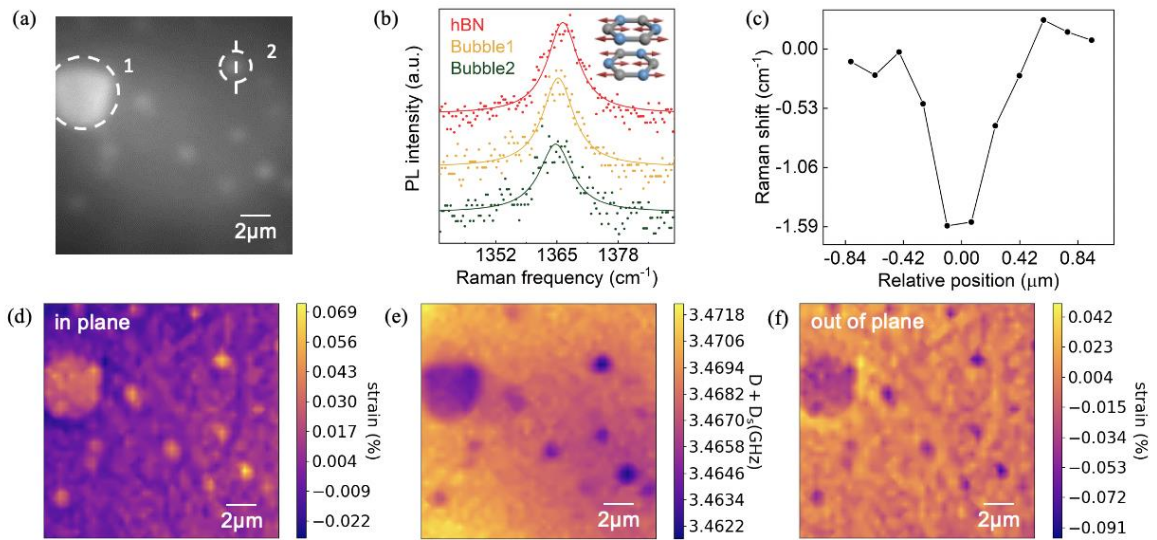 (a)
1
2
2μm
(b)
hBN
Bubble1
Bubble2
PL intensity (a.u.)
1352
1365
1378
Raman frequency (cm⁻¹)
(c)
0.00
-0.53
-1.06
-1.59
Raman shift (cm⁻¹)
-0.84
-0.42
0.00
0.42
0.84
Relative position (μm)
(d)
in plane
2μm
0.069
0.056
0.043
0.030
0.017
0.004
−0.009
−0.022
strain (%)
(e)
2μm
3.4718
3.4706
3.4694
3.4682
3.4670
3.4658
3.4646
3.4634
3.4622
D + Dₛ(GHz)
(f)
out of plane
2μm
0.042
0.023
0.004
−0.015
−0.034
−0.053
−0.072
−0.091
strain (%)